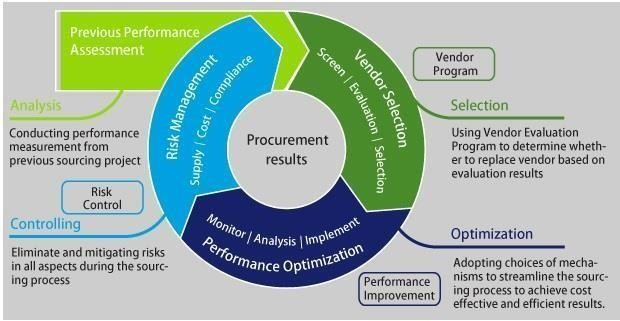 Previous Performance
Assessment
Analysis
Conducting performance
measurement from
previous sourcing project
Risk
Control
Controlling
Eliminate and mitigating risks
in all aspects during the sourc-
ing process
Risk Management
Supply | Cost | Compliance
Procurement
results
Vendor Selection
Screen | Evaluation | Selection
Monitor | Analysis | Implement
Performance Optimization
Vendor
Program
Selection
Using Vendor Evaluation
Program to determine wheth-
er to replace vendor based on
evaluation results
Optimization
Adopting choices of mecha-
nisms to streamline the sourc-
ing process to achieve cost
effective and efficient results.
Performance
Improvement